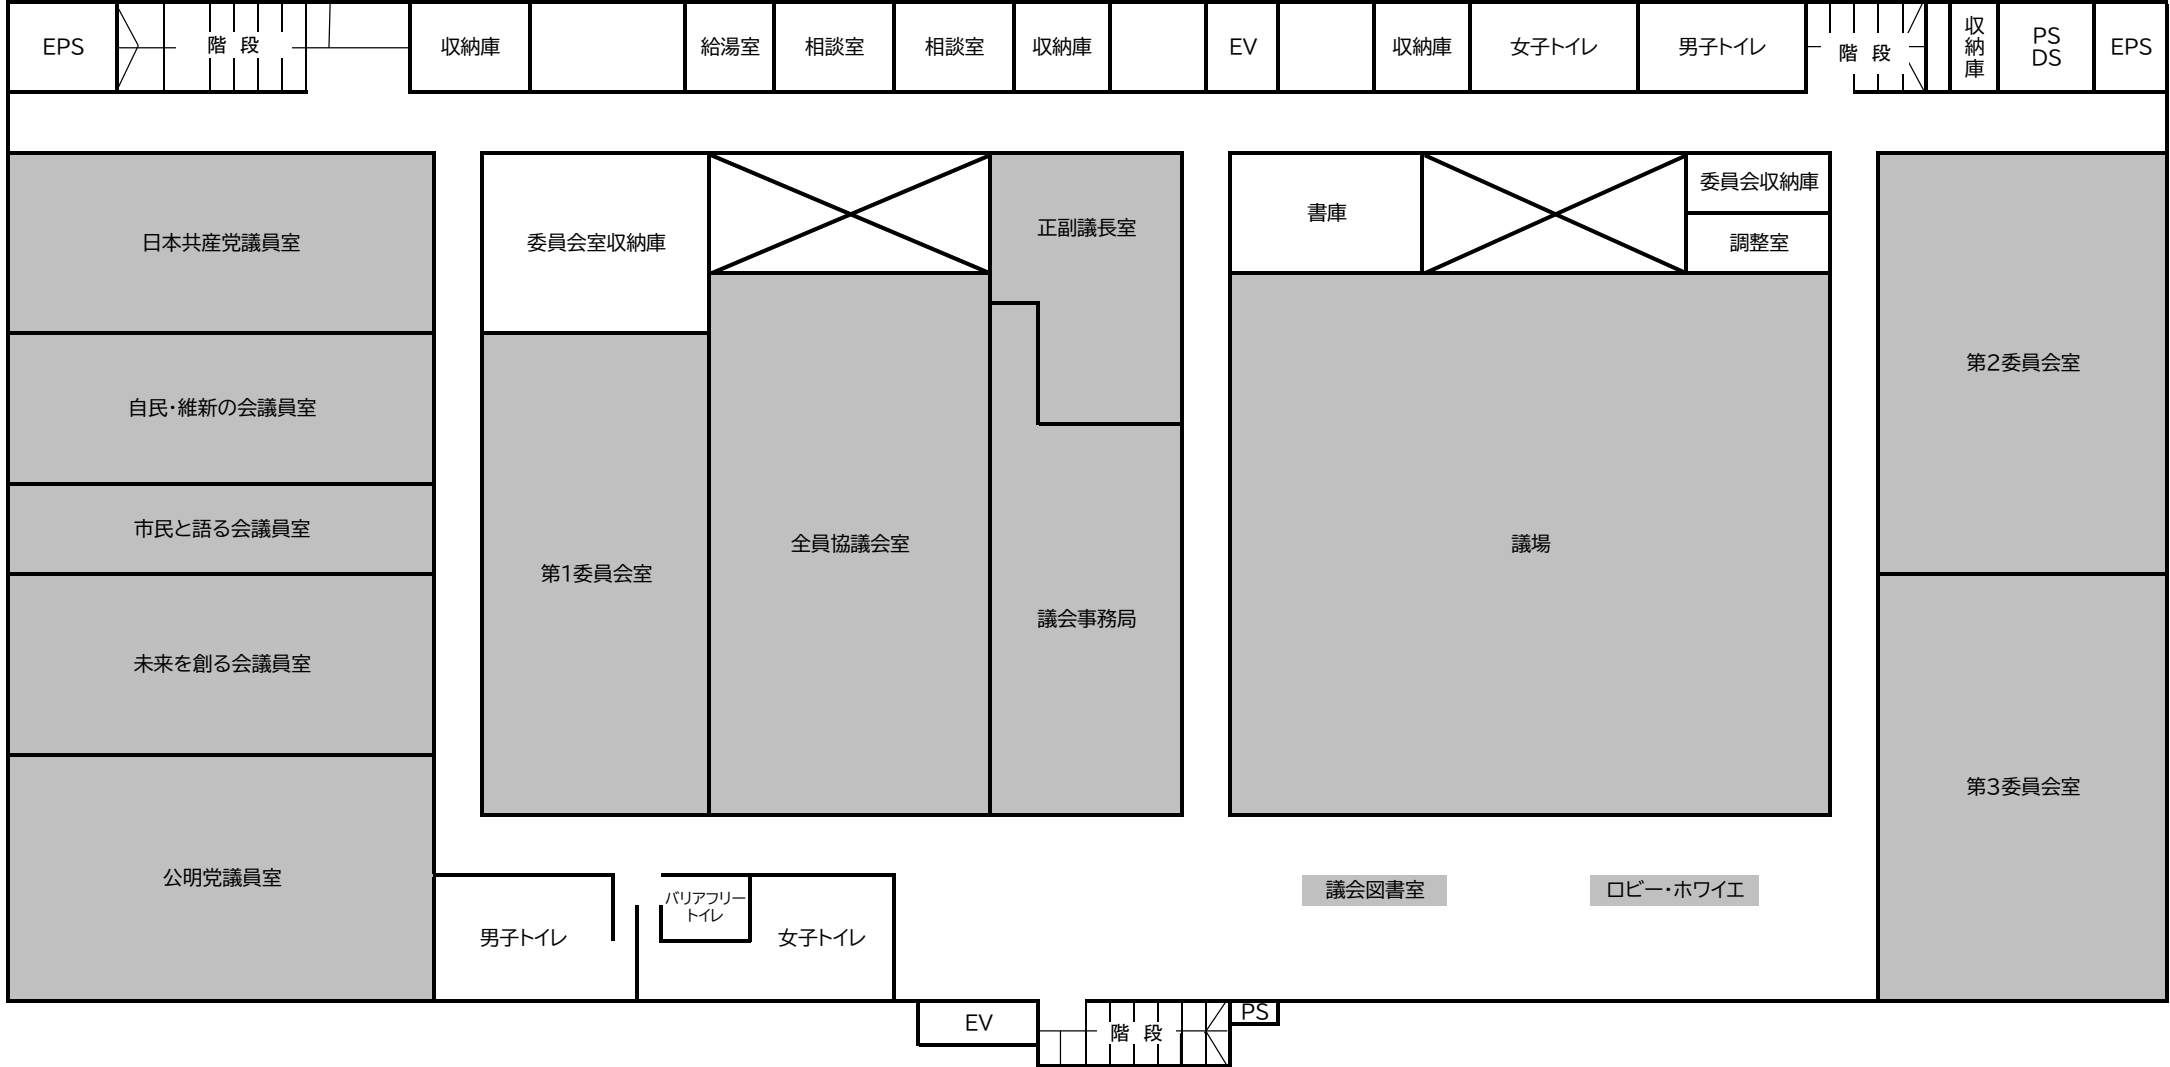 EPS
階 段
収納庫
給湯室
相談室
相談室
収納庫
EV
収納庫
女子トイレ
男子トイレ
階 段
収納庫
PS
DS
EPS
日本共産党議員室
自民・維新の会議員室
市民と語る会議員室
未来を創る会議員室
公明党議員室
委員会室収納庫
第1委員会室
全員協議会室
正副議長室
議会事務局
書庫
委員会収納庫
調整室
議場
第2委員会室
第3委員会室
男子トイレ
バリアフリー
トイレ
女子トイレ
議会図書室
ロビー・ホワイエ
EV
階 段
PS